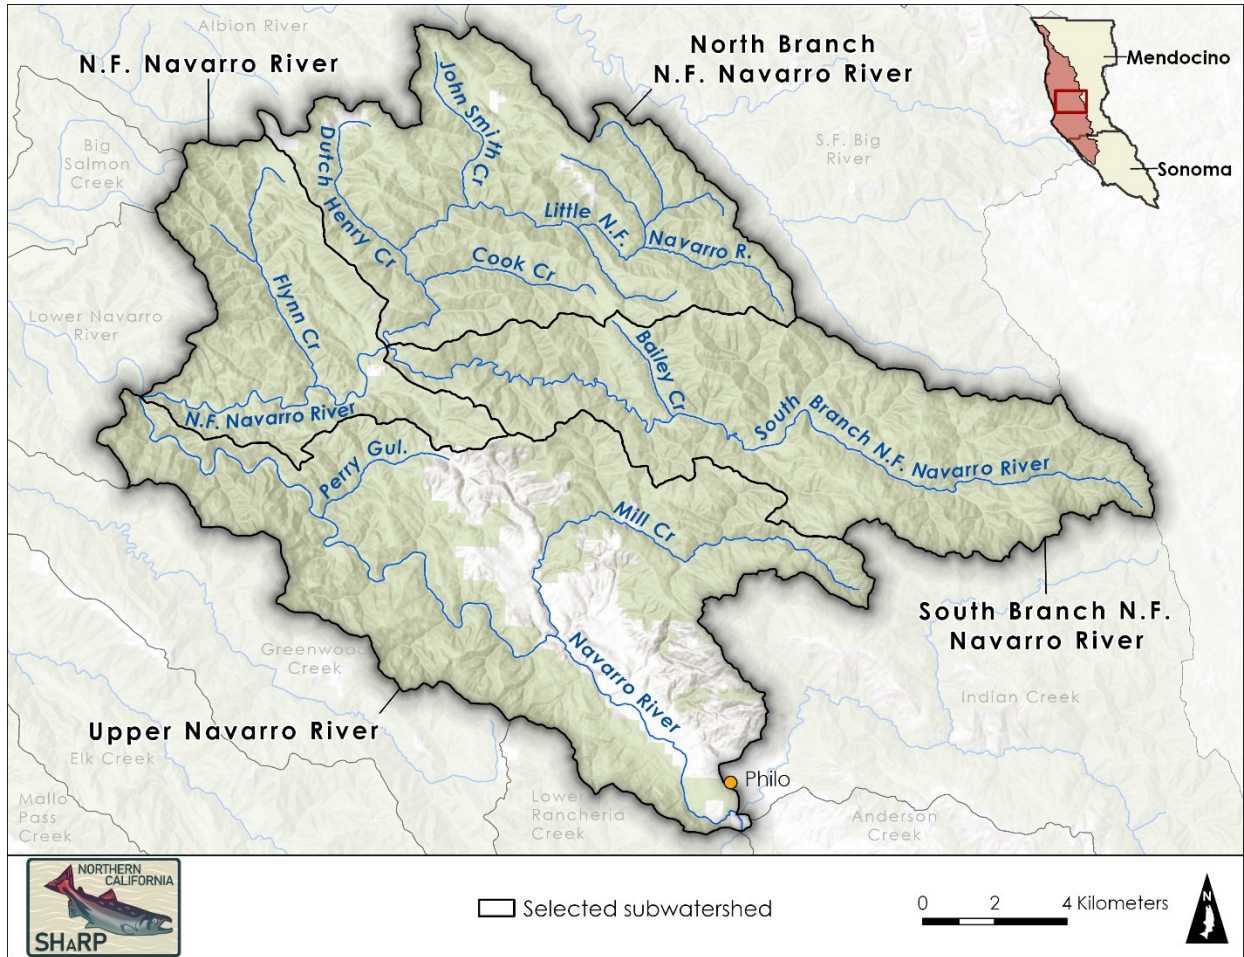 Albion River
N.F. Navarro River
North Branch
N.F. Navarro River
Mendocino
Sonoma
Big
Salmon
Creek
S.F. Big
River
John Smith Cr
Dutch Henry Cr
Little N.F. Navarro R.
Cook Cr
Flynn Cr
Lower Navarro
River
Bailey Cr
N.F. Navarro River
South Branch N.F. Navarro River
Perry Gul.
Mill Cr
South Branch N.F.
Navarro River
Greenwood
Creek
Navarro River
Indian Creek
Upper Navarro River
Elk Creek
Philo
Mallo
Pass
Creek
Lower
Rancheria
Creek
Anderson
Creek
NORTHERN
CALIFORNIA
SHaRP
Selected subwatershed
0 2 4 Kilometers
N